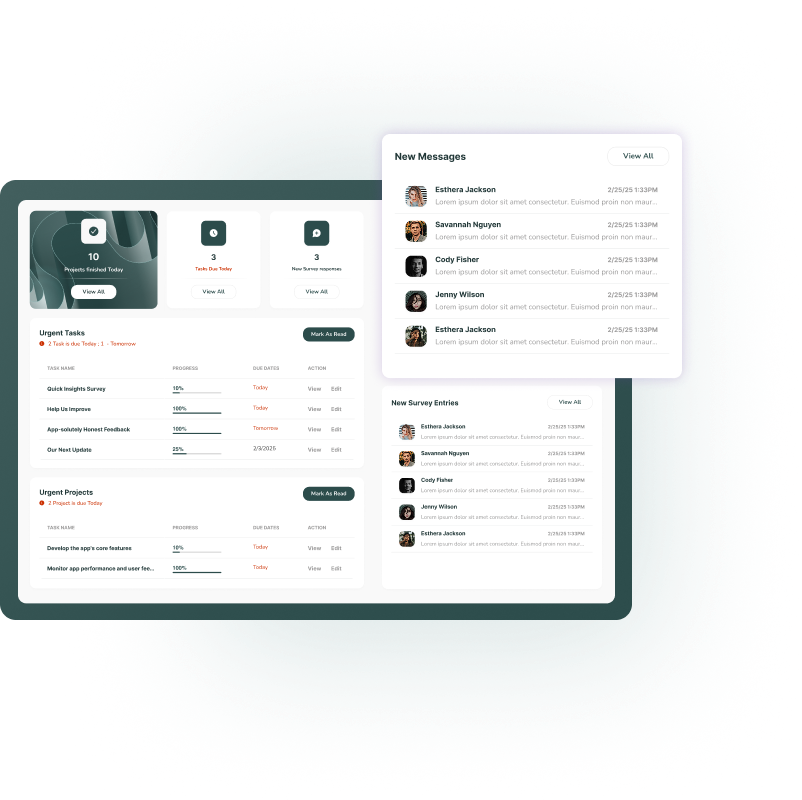 New Messages
View All
Esthera Jackson 2/25/25 1:33PM
Lorem ipsum dolor sit amet consectetur. Euismod proin non maur...
Savannah Nguyen 2/25/25 1:33PM
Lorem ipsum dolor sit amet consectetur. Euismod proin non maur...
Cody Fisher 2/25/25 1:33PM
Lorem ipsum dolor sit amet consectetur. Euismod proin non maur...
Jenny Wilson 2/25/25 1:33PM
Lorem ipsum dolor sit amet consectetur. Euismod proin non maur...
Esthera Jackson 2/25/25 1:33PM
Lorem ipsum dolor sit amet consectetur. Euismod proin non maur...
10
Projects finished Today
View All
3
Tasks Due Today
View All
3
New Survey responses
View All
Urgent Tasks
Mark As Read
2 Task is due Today ; 1 - Tomorrow
TASK NAME PROGRESS DUE DATES ACTION
Quick Insights Survey 10% Today View Edit
Help Us Improve 100% Today View Edit
App-solutely Honest Feedback 100% Tomorrow View Edit
Our Next Update 25% 2/3/2025 View Edit
Urgent Projects
Mark As Read
2 Project is due Today
TASK NAME PROGRESS DUE DATES ACTION
Develop the app's core features 10% Today View Edit
Monitor app performance and user fee... 100% Today View Edit
New Survey Entries
View All
Esthera Jackson 2/25/25 1:33PM
Lorem ipsum dolor sit amet consectetur. Euismod proin non maur...
Savannah Nguyen 2/25/25 1:33PM
Lorem ipsum dolor sit amet consectetur. Euismod proin non maur...
Cody Fisher 2/25/25 1:33PM
Lorem ipsum dolor sit amet consectetur. Euismod proin non maur...
Jenny Wilson 2/25/25 1:33PM
Lorem ipsum dolor sit amet consectetur. Euismod proin non maur...
Esthera Jackson 2/25/25 1:33PM
Lorem ipsum dolor sit amet consectetur. Euismod proin non maur...